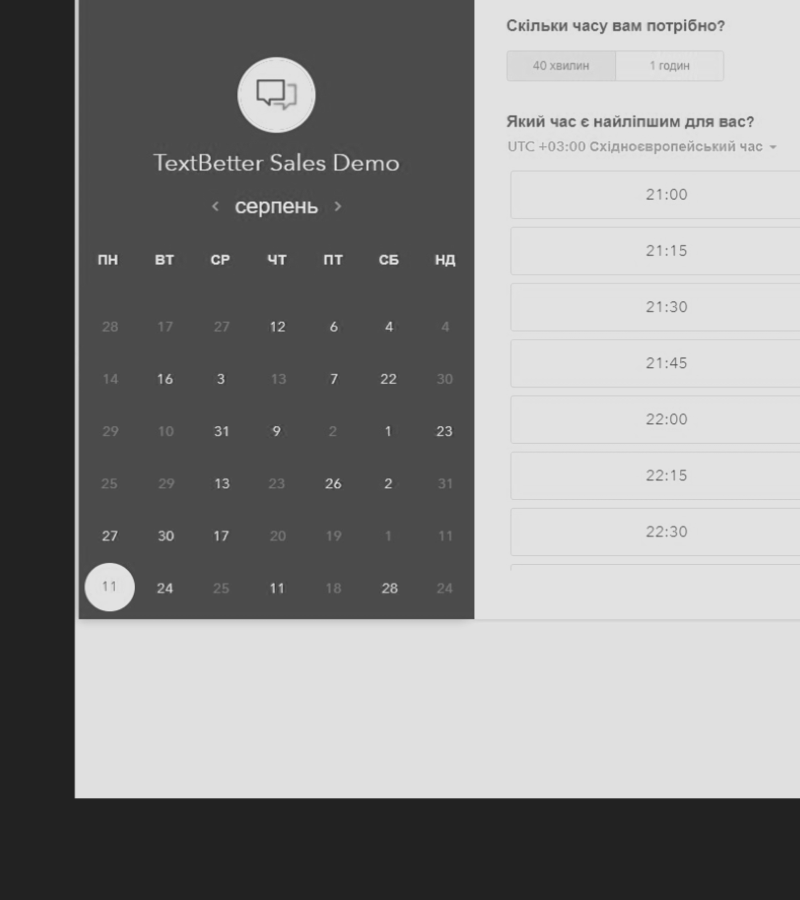 TextBetter Sales Demo
‹ серпень ›
ПН ВТ СР ЧТ ПТ СБ НД
28 17 27 12 6 4 4
14 16 3 13 7 22 30
29 10 31 9 2 1 23
25 29 13 23 26 2 31
27 30 17 20 19 1 11
11 24 25 11 18 28 24
Скільки часу вам потрібно?
40 хвилин 1 годин
Який час є найліпшим для вас?
UTC +03:00 Східноєвропейський час
21:00
21:15
21:30
21:45
22:00
22:15
22:30